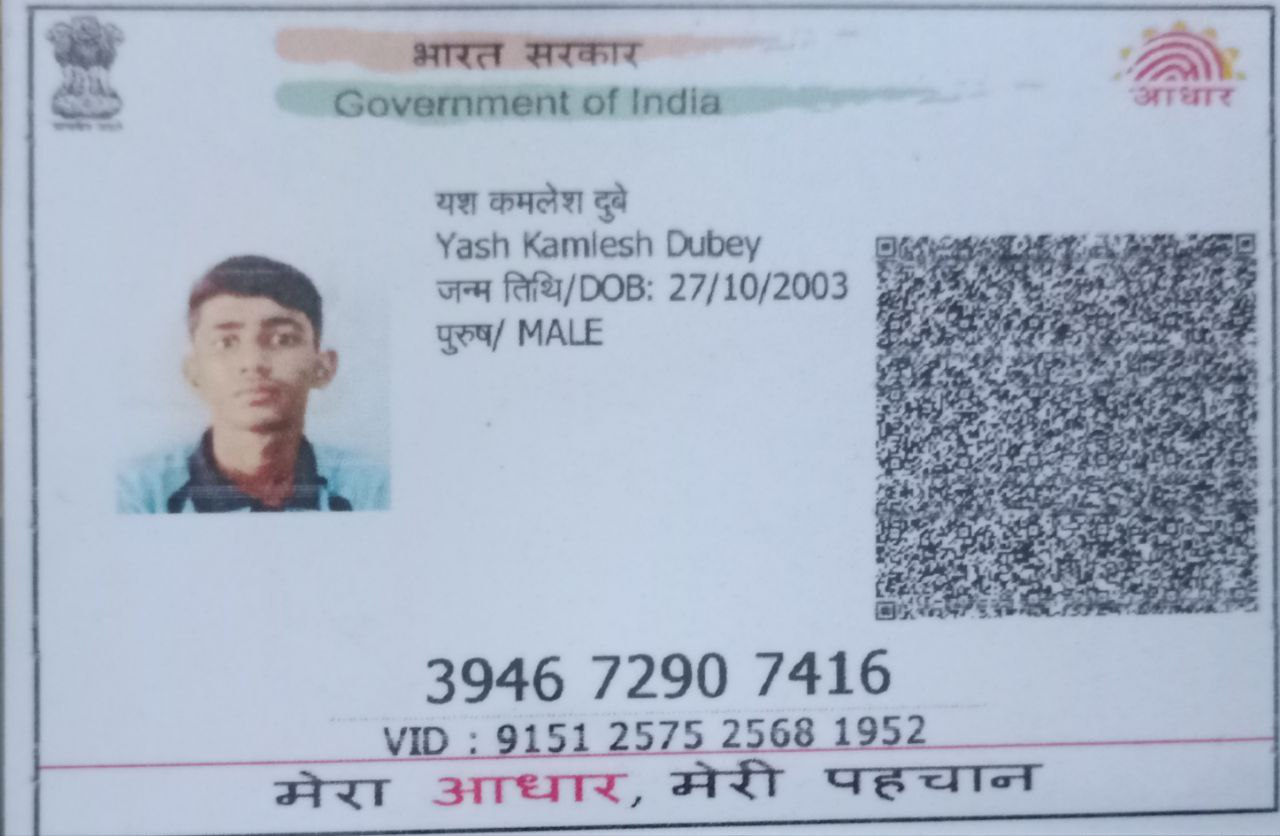 भारत सरकार
Government of India
आधार
यश कमलेश दुबे
Yash Kamlesh Dubey
जन्म तिथि/DOB: 27/10/2003
पुरुष/ MALE
3946 7290 7416
VID : 9151 2575 2568 1952
मेरा आधार, मेरी पहचान